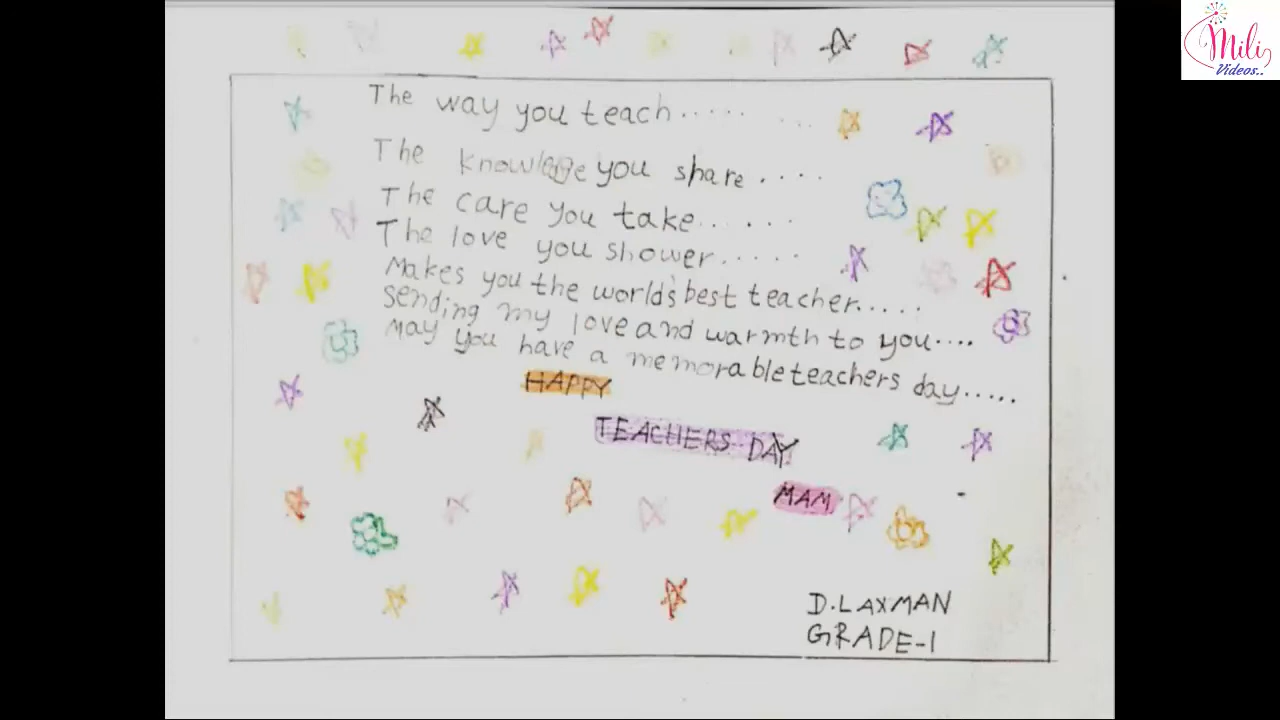 Mili
Videos..
The way you teach..... ...
The knowlege you share....
The care you take......
The love you shower.....
Makes you the world's best teacher.....
sending my love and warmth to you....
May you have a memorable teachers day.....
HAPPY
TEACHERS DAY
MAM
D.LAXMAN
GRADE-1